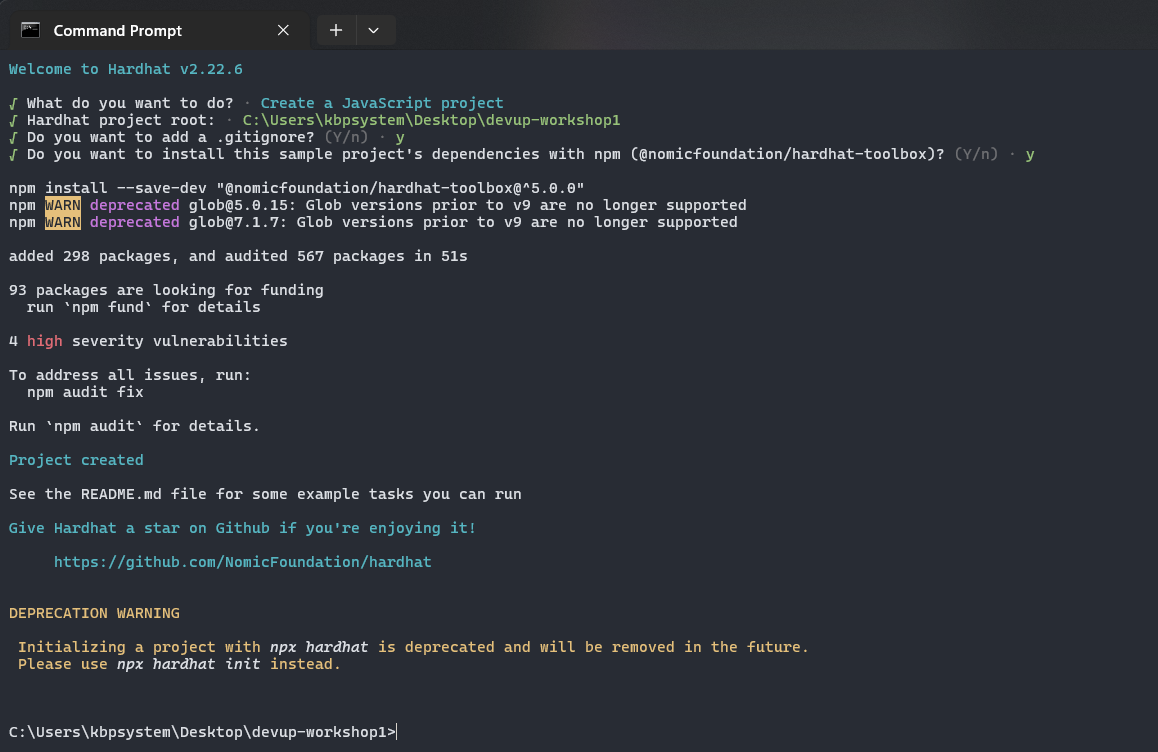 Command Prompt
Welcome to Hardhat v2.22.6
√ What do you want to do? · Create a JavaScript project
√ Hardhat project root: · C:\Users\kbpsystem\Desktop\devup-workshop1
√ Do you want to add a .gitignore? (Y/n) · y
√ Do you want to install this sample project's dependencies with npm (@nomicfoundation/hardhat-toolbox)? (Y/n) · y
npm install --save-dev "@nomicfoundation/hardhat-toolbox@^5.0.0"
npm WARN deprecated glob@5.0.15: Glob versions prior to v9 are no longer supported
npm WARN deprecated glob@7.1.7: Glob versions prior to v9 are no longer supported
added 298 packages, and audited 567 packages in 51s
93 packages are looking for funding
  run `npm fund` for details
4 high severity vulnerabilities
To address all issues, run:
  npm audit fix
Run `npm audit` for details.
Project created
See the README.md file for some example tasks you can run
Give Hardhat a star on Github if you're enjoying it!
     https://github.com/NomicFoundation/hardhat
DEPRECATION WARNING
 Initializing a project with npx hardhat is deprecated and will be removed in the future.
 Please use npx hardhat init instead.
C:\Users\kbpsystem\Desktop\devup-workshop1>